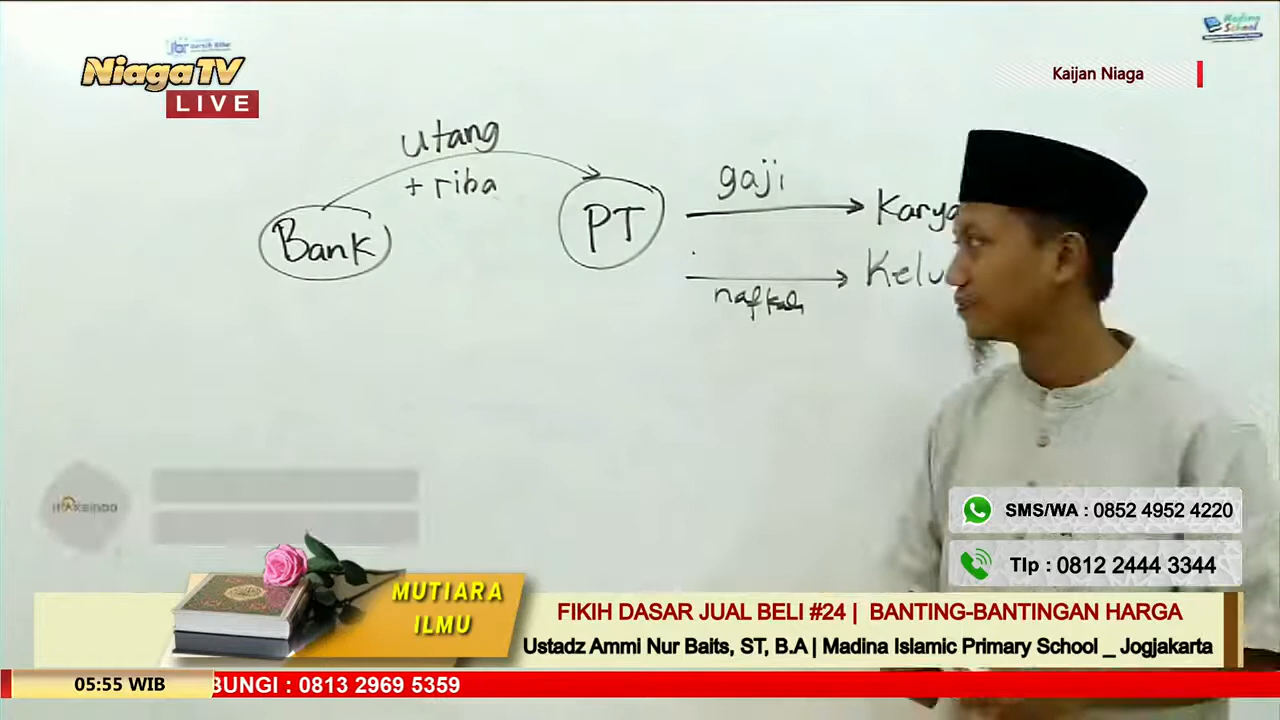 NiagaTV
LIVE
Kaijan Niaga
utang
+ riba
Bank
PT
gaji
Karya
nafkah
Kelu
SMS/WA : 0852 4952 4220
Tlp : 0812 2444 3344
MUTIARA
ILMU
FIKIH DASAR JUAL BELI #24 | BANTING-BANTINGAN HARGA
Ustadz Ammi Nur Baits, ST, B.A | Madina Islamic Primary School _ Jogjakarta
05:55 WIB
BUNGI : 0813 2969 5359